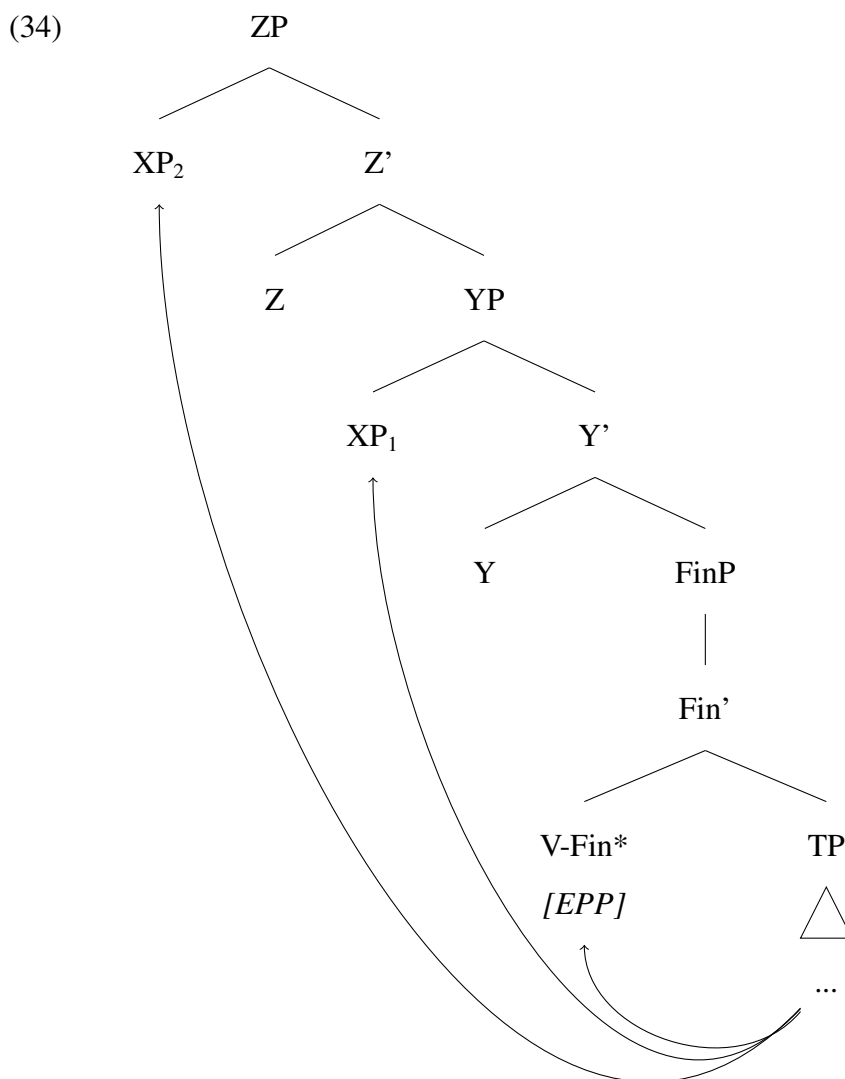 (34) ZP
XP₂ Z’
Z YP
XP₁ Y’
Y FinP
Fin’
V-Fin* TP
[EPP]
...